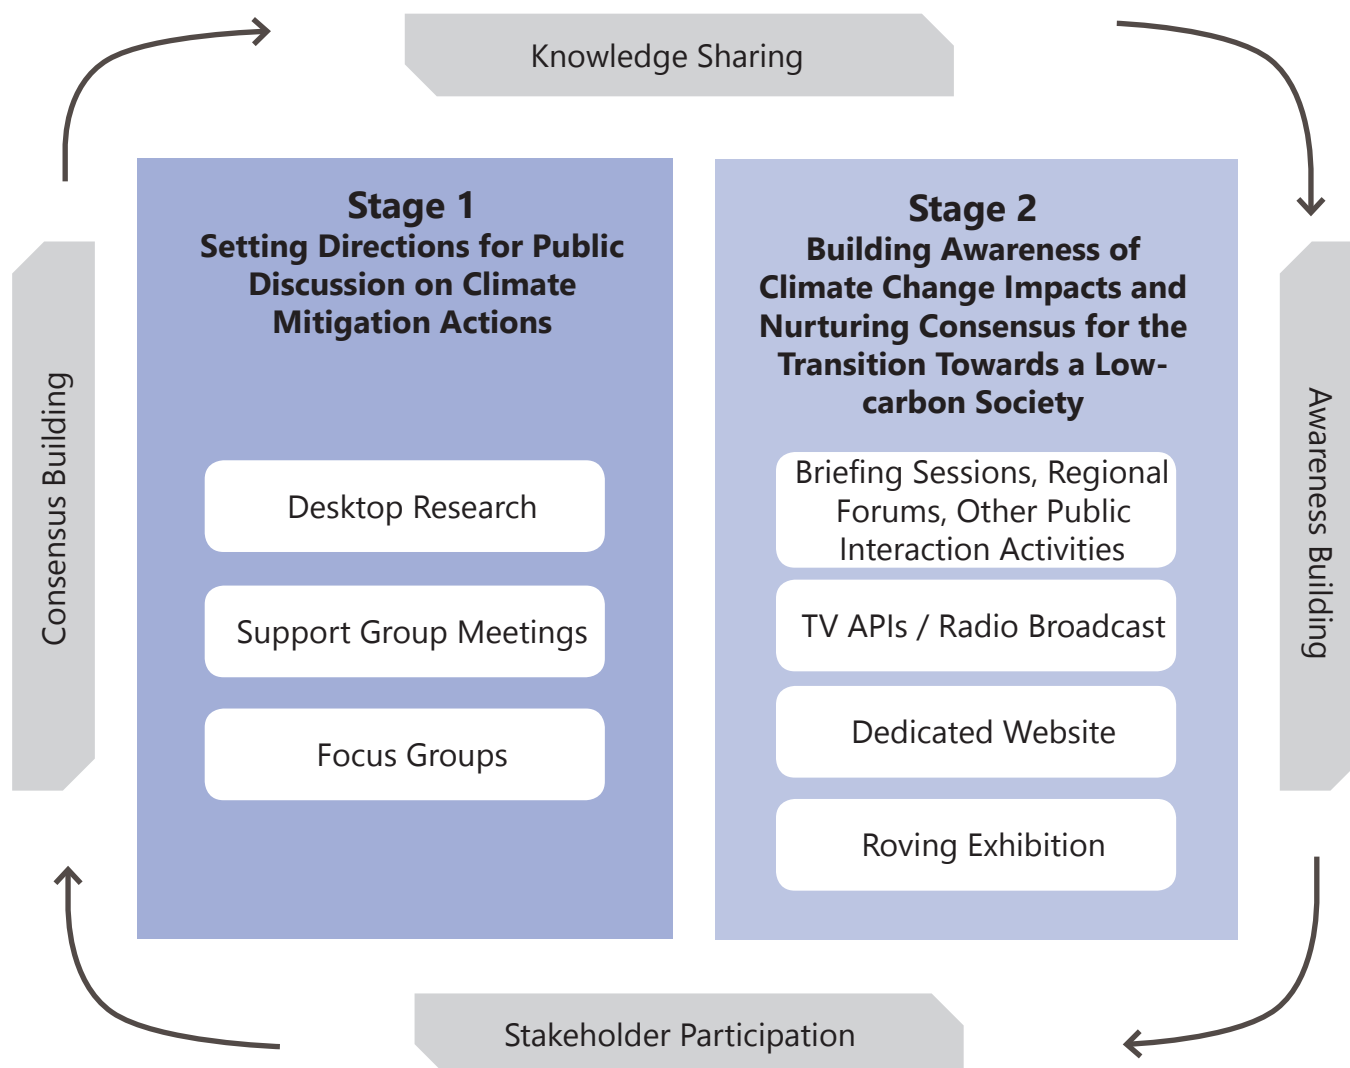 Knowledge Sharing
Stage 1
Setting Directions for Public
Discussion on Climate
Mitigation Actions
Desktop Research
Support Group Meetings
Focus Groups
Stage 2
Building Awareness of
Climate Change Impacts and
Nurturing Consensus for the
Transition Towards a Low-
carbon Society
Briefing Sessions, Regional
Forums, Other Public
Interaction Activities
TV APIs / Radio Broadcast
Dedicated Website
Roving Exhibition
Awareness Building
Stakeholder Participation
Consensus Building